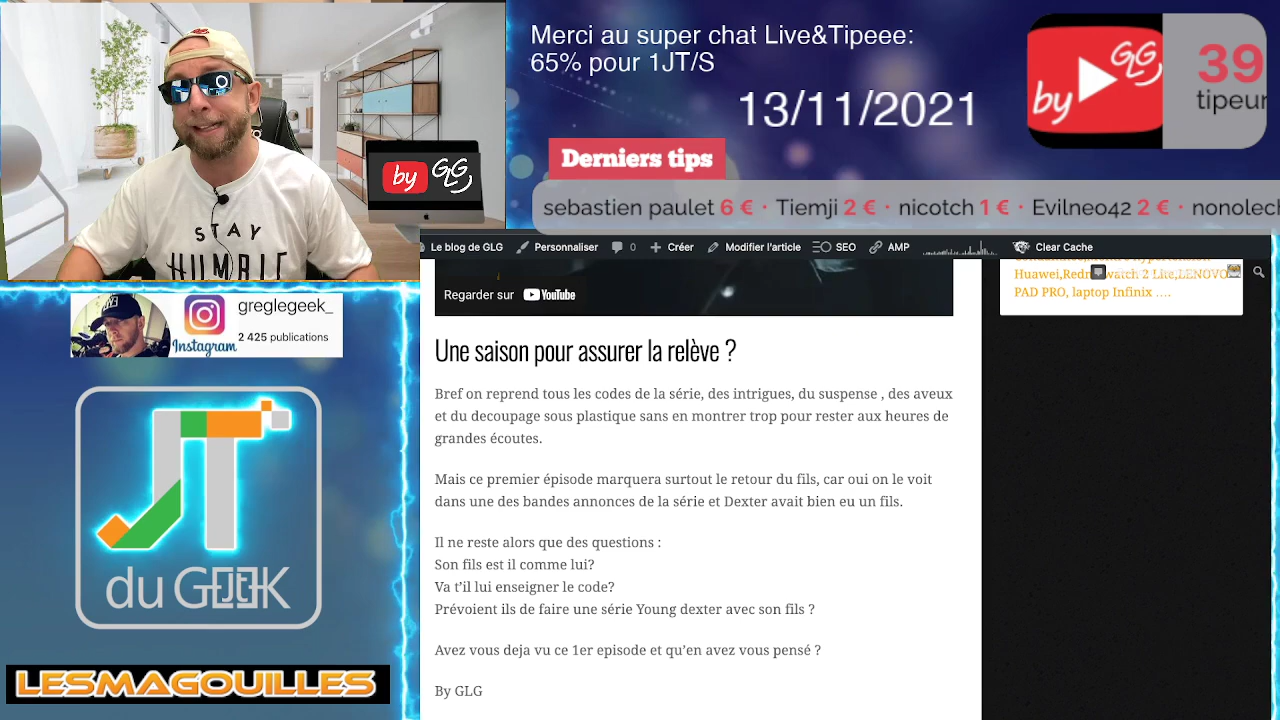 Merci au super chat Live&Tipeee:
65% pour 1JT/S
13/11/2021
by GLG
39
tipeur
Derniers tips
sebastien paulet 6 € · Tiemji 2 € · nicotch 1 € · Evilneo42 2 € · nonolech
by GLG
STAY
HUMBLE
greglegeek_
2 425 publications
Instagram
JT
du GEEK
LESMAGOUILLES
Le blog de GLG Personnaliser 0 Créer Modifier l'article SEO AMP Clear Cache
Regarder sur YouTube
Huawei,Redmi watch 2 Lite,LENOVO
PAD PRO, laptop Infinix ….
Une saison pour assurer la relève ?
Bref on reprend tous les codes de la série, des intrigues, du suspense , des aveux
et du decoupage sous plastique sans en montrer trop pour rester aux heures de
grandes écoutes.
Mais ce premier épisode marquera surtout le retour du fils, car oui on le voit
dans une des bandes annonces de la série et Dexter avait bien eu un fils.
Il ne reste alors que des questions :
Son fils est il comme lui?
Va t'il lui enseigner le code?
Prévoient ils de faire une série Young dexter avec son fils ?
Avez vous deja vu ce 1er episode et qu'en avez vous pensé ?
By GLG